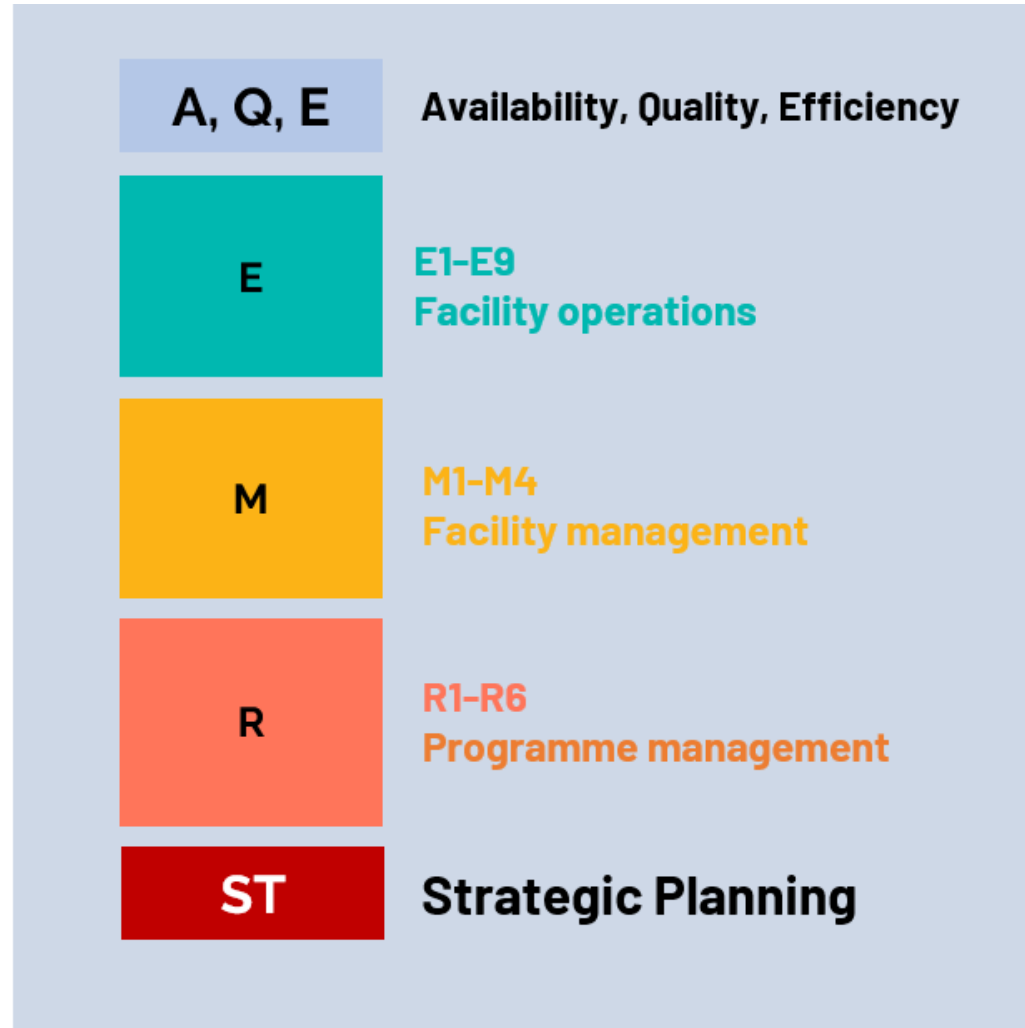 A, Q, E
Availability, Quality, Efficiency
E
E1-E9
Facility operations
M
M1-M4
Facility management
R
R1-R6
Programme management
ST
Strategic Planning